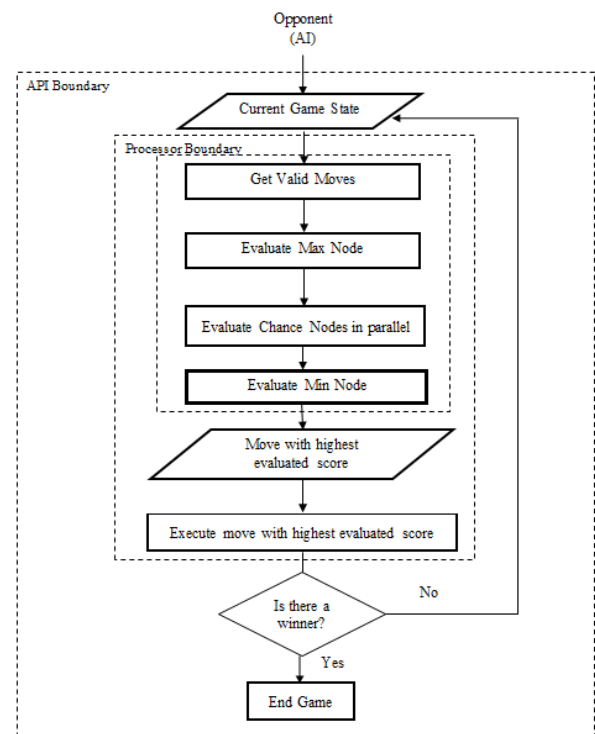 Opponent
(AI)
API Boundary
Current Game State
Processor Boundary
Get Valid Moves
Evaluate Max Node
Evaluate Chance Nodes in parallel
Evaluate Min Node
Move with highest
evaluated score
Execute move with highest evaluated score
Is there a
winner?
No
Yes
End Game